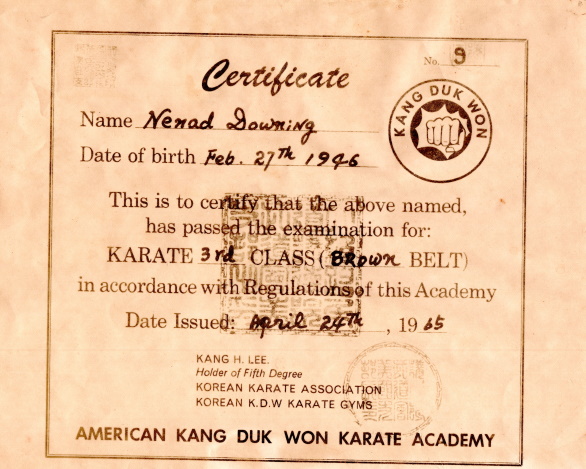 No. 9
Certificate
KANG DUK WON
Name Nenad Downing
Date of birth Feb. 27Th 1946
This is to certify that the above named,
has passed the examination for:
KARATE 3rd CLASS (Brown BELT)
in accordance with Regulations of this Academy
Date Issued: April 24Th, 1965
KANG H. LEE.
Holder of Fifth Degree
KOREAN KARATE ASSOCIATION
KOREAN K.D.W KARATE GYMS
AMERICAN KANG DUK WON KARATE ACADEMY